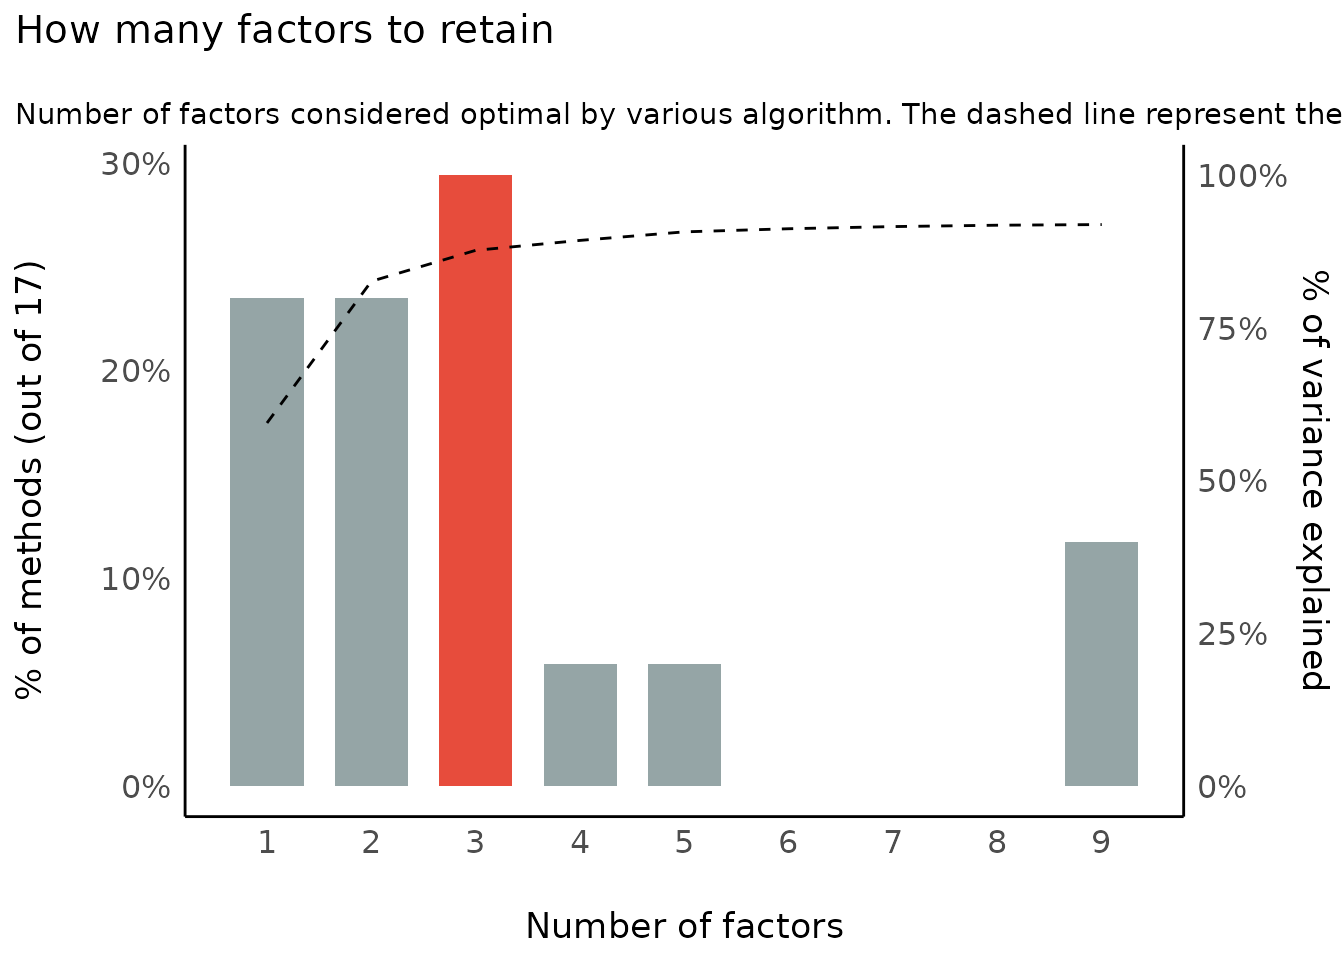 How many factors to retain
Number of factors considered optimal by various algorithm. The dashed line represent the
30%
20%
10%
0%
% of methods (out of 17)
100%
75%
50%
25%
0%
% of variance explained
1 2 3 4 5 6 7 8 9
Number of factors